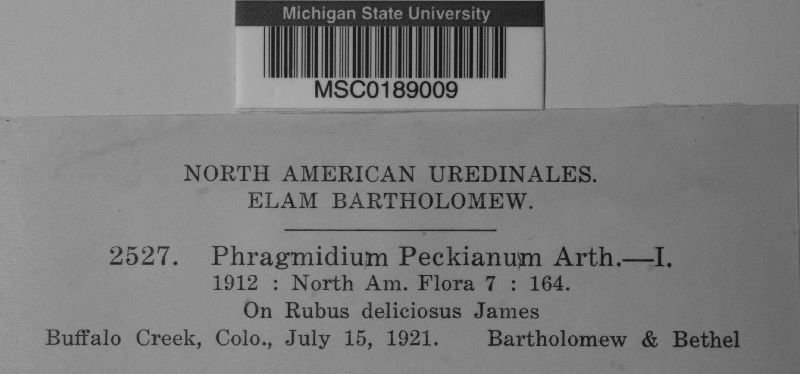 Michigan State University
MSC0189009
NORTH AMERICAN UREDINALES.
ELAM BARTHOLOMEW.
2527. Phragmidium Peckianum Arth.—I.
1912 : North Am. Flora 7 : 164.
On Rubus deliciosus James
Buffalo Creek, Colo., July 15, 1921. Bartholomew & Bethel